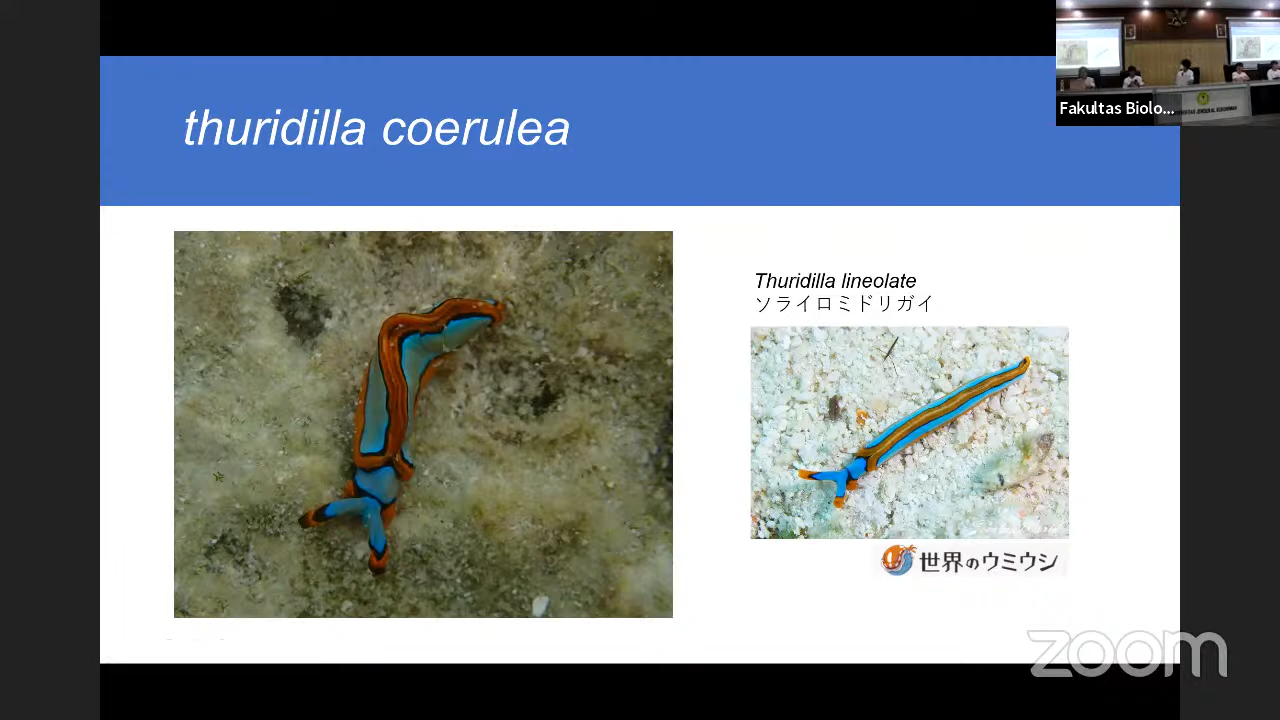 thuridilla coerulea
Fakultas Biolo...
Thuridilla lineolate
ソライロミドリガイ
世界のウミウシ
zoom